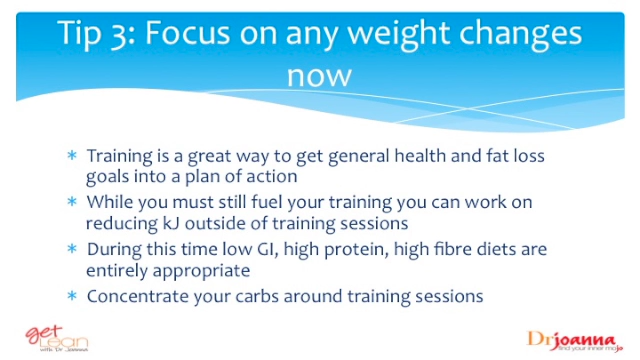 Tip 3: Focus on any weight changes
now
* Training is a great way to get general health and fat loss
goals into a plan of action
* While you must still fuel your training you can work on
reducing kJ outside of training sessions
* During this time low GI, high protein, high fibre diets are
entirely appropriate
* Concentrate your carbs around training sessions
get
Lean
with Dr Joanna
Drjoanna
find your inner mojo